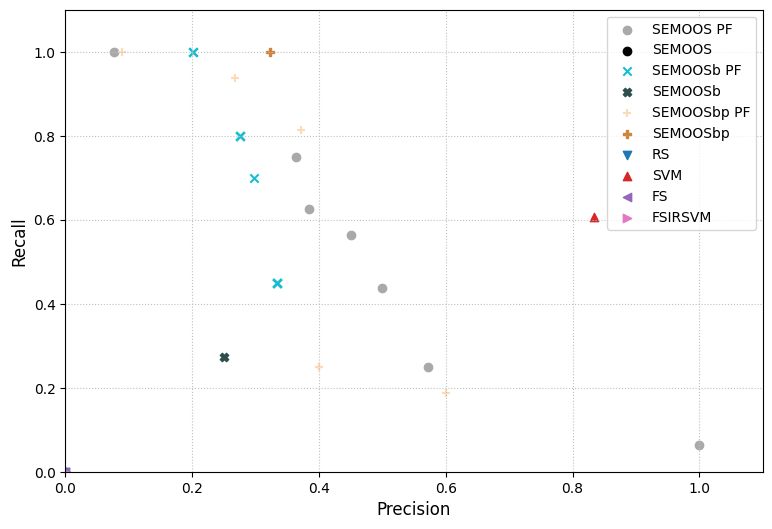 1.0
0.8
0.6
0.4
0.2
0.0
Recall
0.0 0.2 0.4 0.6 0.8 1.0
Precision
SEMOOS PF
SEMOOS
SEMOOSb PF
SEMOOSb
SEMOOSbp PF
SEMOOSbp
RS
SVM
FS
FSIRSVM